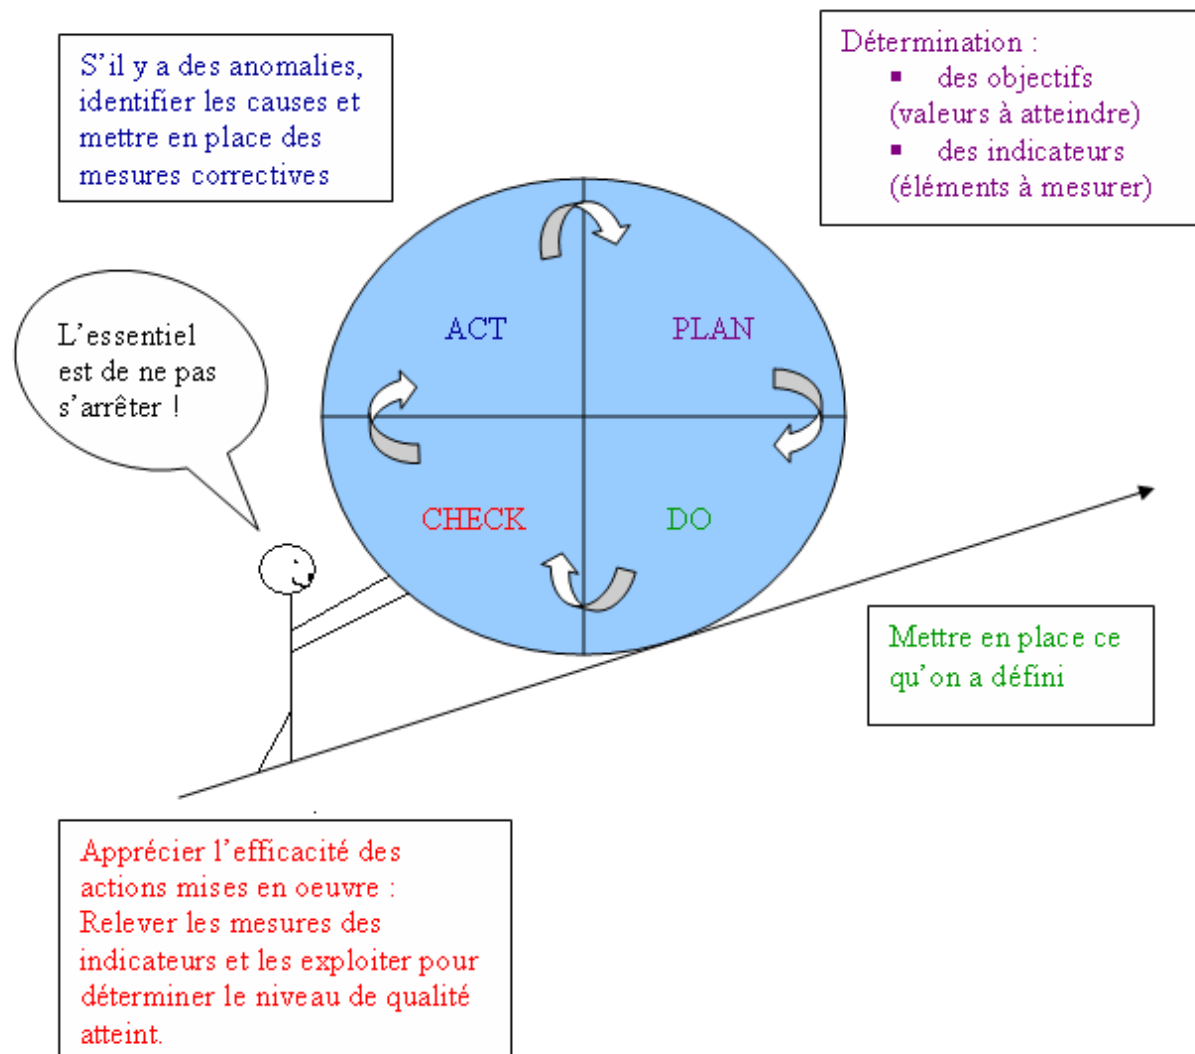 S'il y a des anomalies,
identifier les causes et
mettre en place des
mesures correctives
Détermination :
▪ des objectifs
(valeurs à atteindre)
▪ des indicateurs
(éléments à mesurer)
L'essentiel
est de ne pas
s'arrêter !
ACT
PLAN
CHECK
DO
Mettre en place ce
qu'on a défini
Apprécier l'efficacité des
actions mises en oeuvre :
Relever les mesures des
indicateurs et les exploiter pour
déterminer le niveau de qualité
atteint.